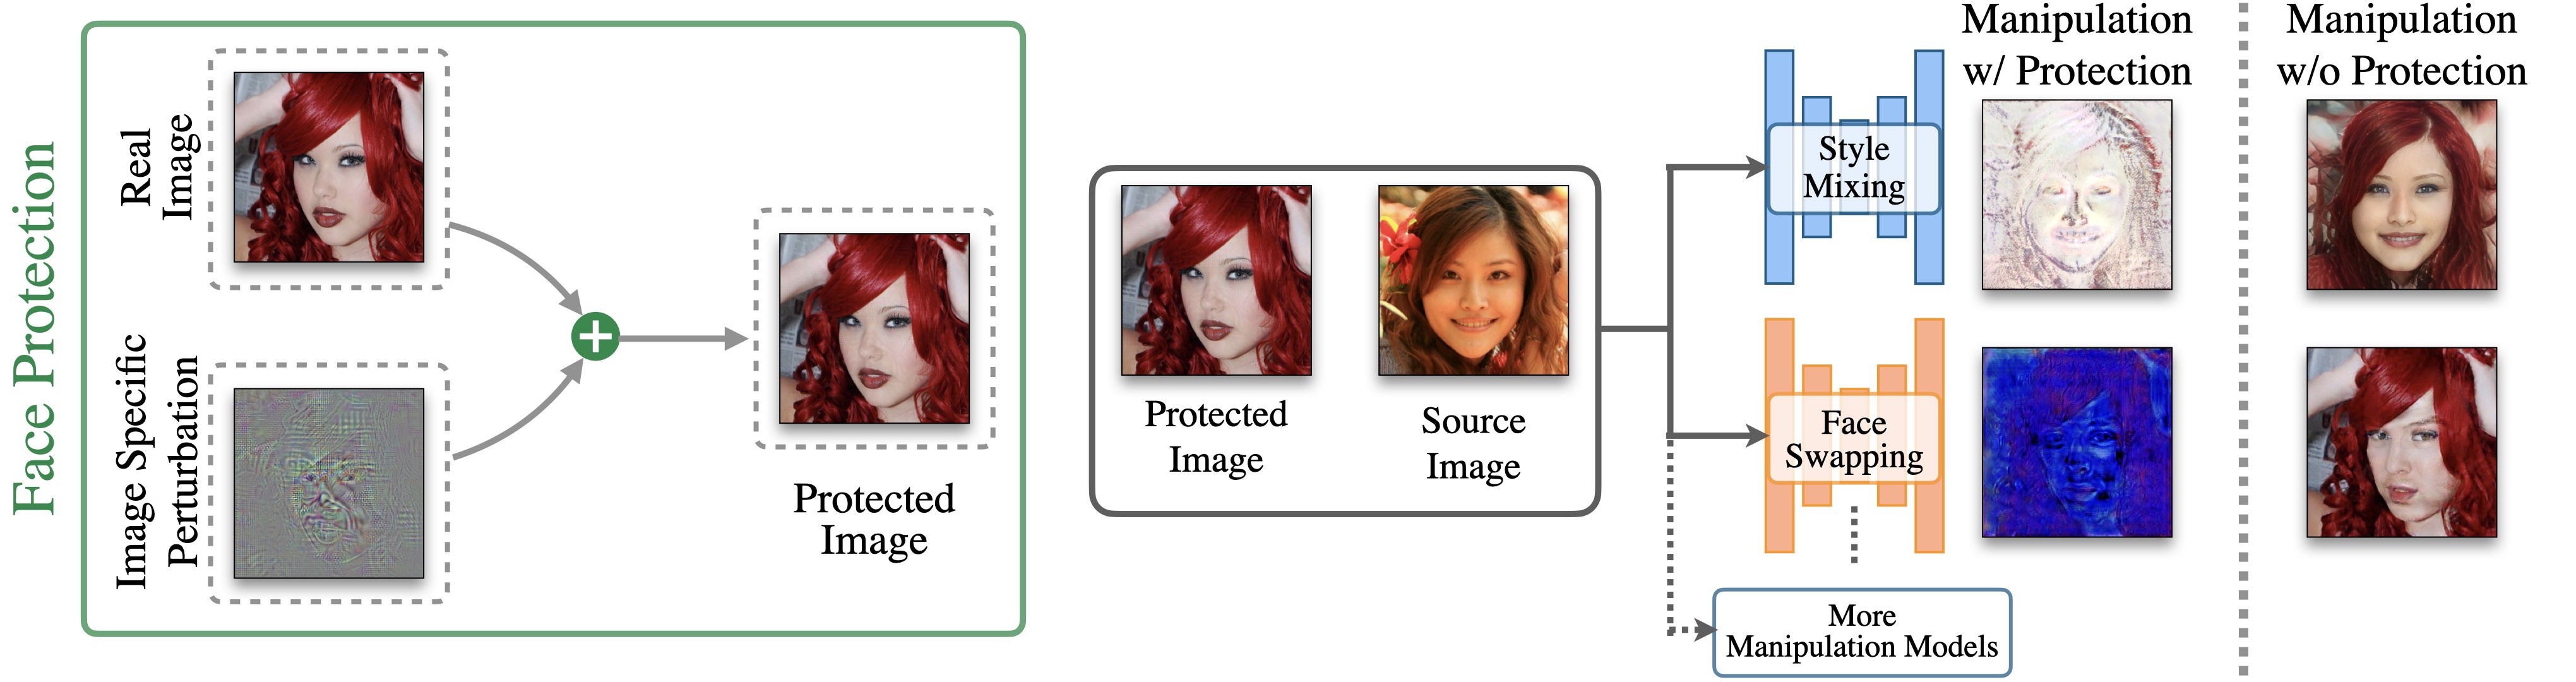 Face Protection
Real
Image
Image Specific
Perturbation
Protected
Image
Protected
Image
Source
Image
Style
Mixing
Face
Swapping
More
Manipulation Models
Manipulation
w/ Protection
Manipulation
w/o Protection